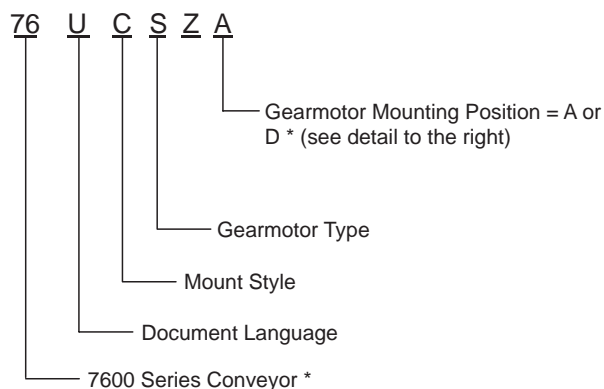 76 U C S Z A
Gearmotor Mounting Position = A or
D * (see detail to the right)
Gearmotor Type
Mount Style
Document Language
7600 Series Conveyor *